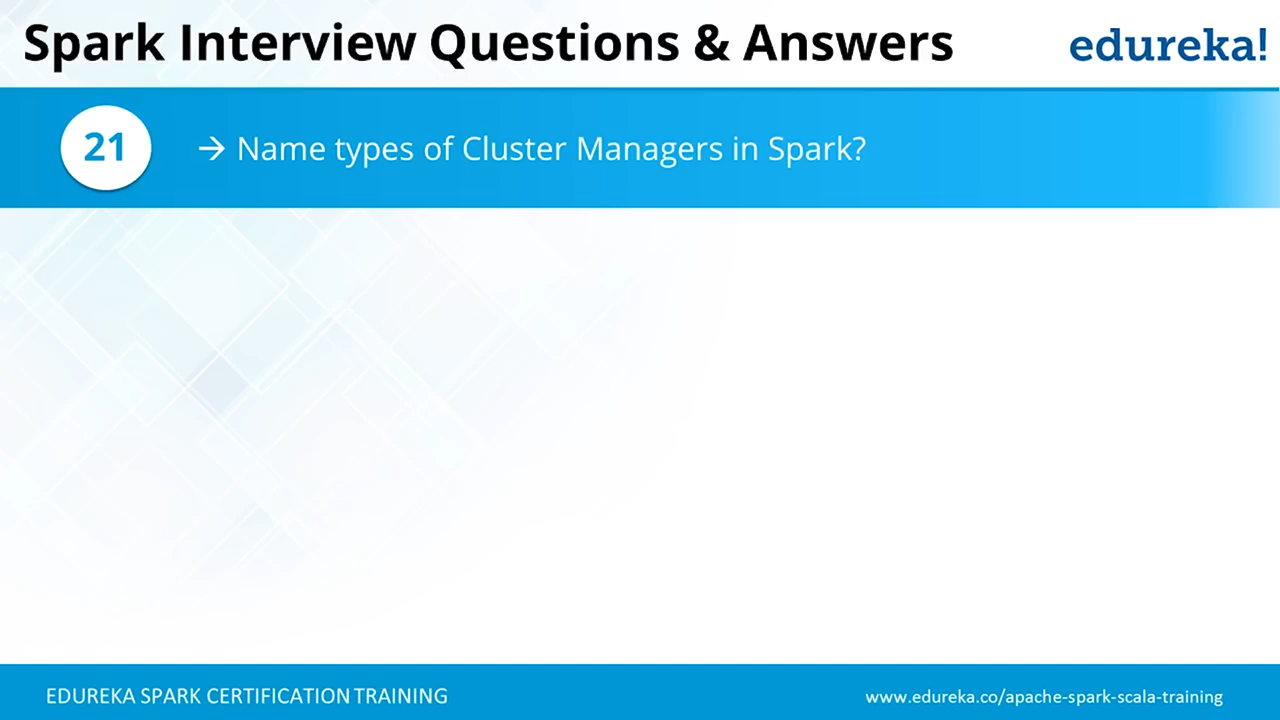 Spark Interview Questions & Answers
edureka!
21
→ Name types of Cluster Managers in Spark?
EDUREKA SPARK CERTIFICATION TRAINING
www.edureka.co/apache-spark-scala-training